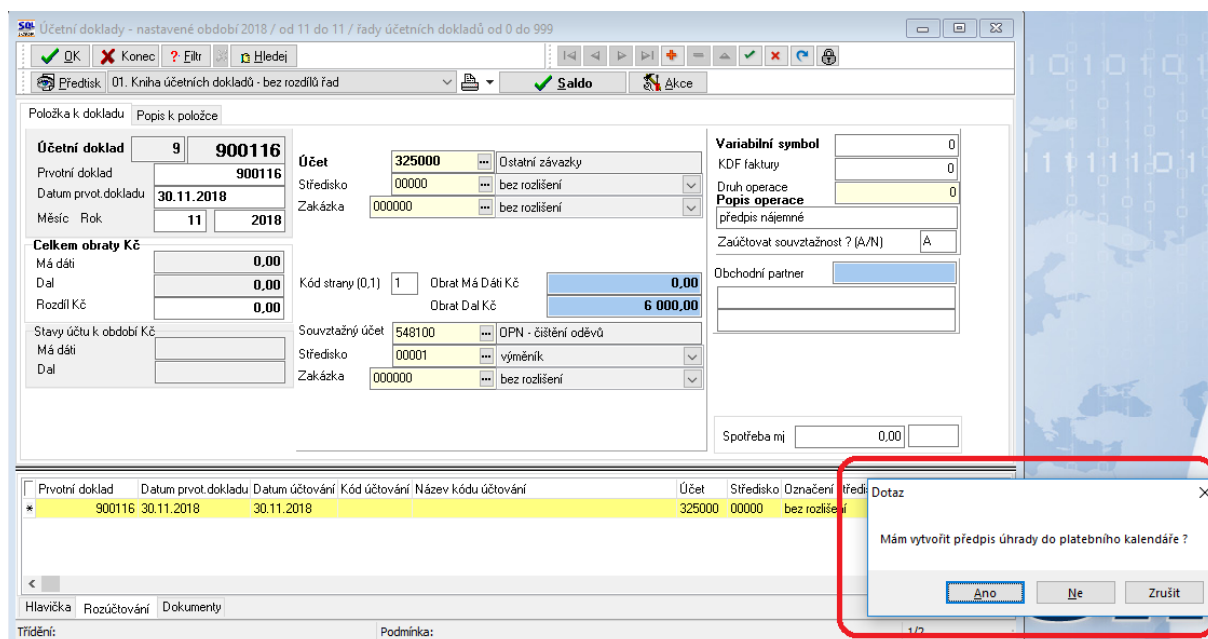 Účetní doklady - nastavené období 2018 / od 11 do 11 / řady účetních dokladů od 0 do 999
OK Konec Filtr Hledej
Předtisk 01. Kniha účetních dokladů - bez rozdílů řad Saldo Akce
Položka k dokladu Popis k položce
Účetní doklad 9 900116
Prvotní doklad 900116
Datum prvot.dokladu 30.11.2018
Měsíc Rok 11 2018
Celkem obraty Kč
Má dáti 0,00
Dal 0,00
Rozdíl Kč 0,00
Stavy účtu k období Kč
Má dáti
Dal
Účet 325000 Ostatní závazky
Středisko 00000 bez rozlišení
Zakázka 000000 bez rozlišení
Kód strany (0,1) 1 Obrat Má Dáti Kč 0,00
Obrat Dal Kč 6 000,00
Souvztažný účet 548100 OPN - čištění oděvů
Středisko 00001 výměník
Zakázka 000000 bez rozlišení
Variabilní symbol 0
KDF faktury 0
Druh operace 0
Popis operace
předpis nájemné
Zaúčtovat souvztažnost ? (A/N) A
Obchodní partner
Spotřeba mj 0,00
Prvotní doklad Datum prvot.dokladu Datum účtování Kód účtování Název kódu účtování Účet Středisko Označení
900116 30.11.2018 30.11.2018 325000 00000 bez rozlišení
Dotaz
Mám vytvořit předpis úhrady do platebního kalendáře ?
Ano Ne Zrušit
Hlavička Rozúčtování Dokumenty
Třídění: Podmínka: 1/2